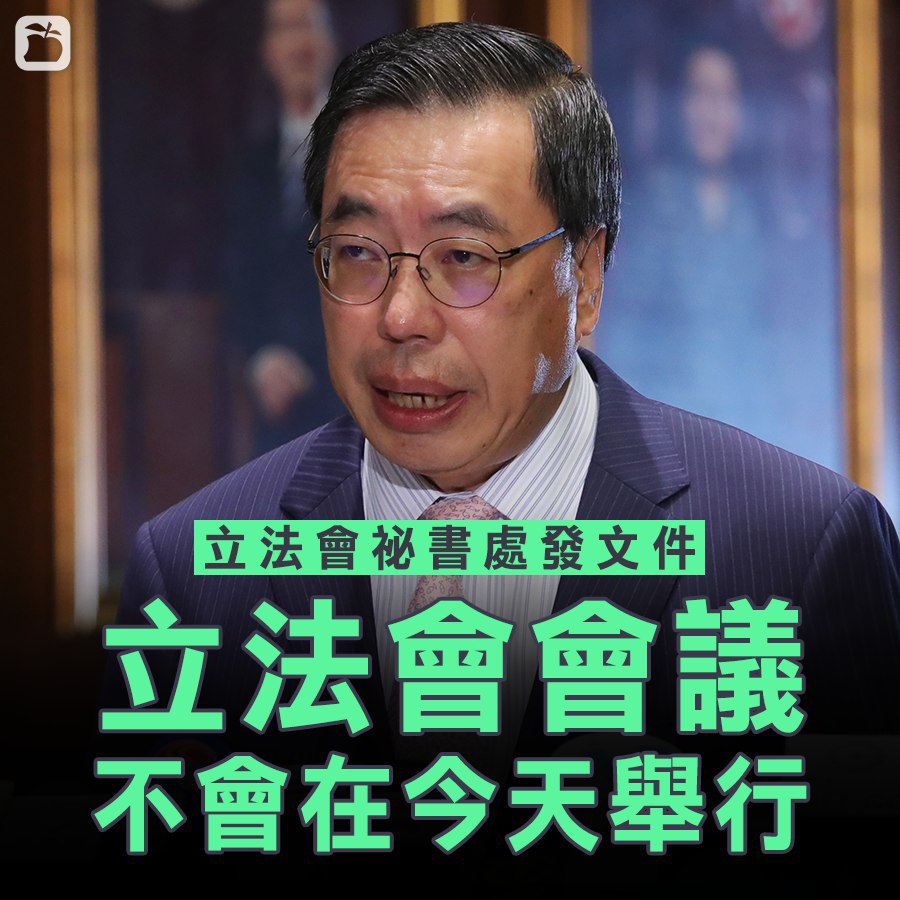 立法會祕書處發文件
立法會會議
不會在今天舉行